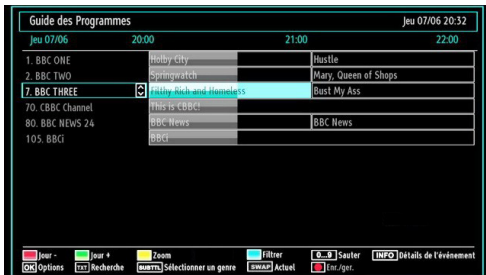 Guide des Programmes Jeu 07/06 20:32
Jeu 07/06 20:00 21:00 22:00
1. BBC ONE Holby City Hustle
2. BBC TWO Springwatch Mary, Queen of Shops
7. BBC THREE Filthy Rich and Homeless Bust My Ass
70. CBBC Channel This is CBBC!
80. BBC NEWS 24 BBC News BBC News
105. BBCi BBCi
Jour - Jour + Zoom Filtrer 0...9 Sauter INFO Détails de l'événement
OK Options TXT Recherche SUBTTL Sélectionner un genre SWAP Actuel Enr./ger.